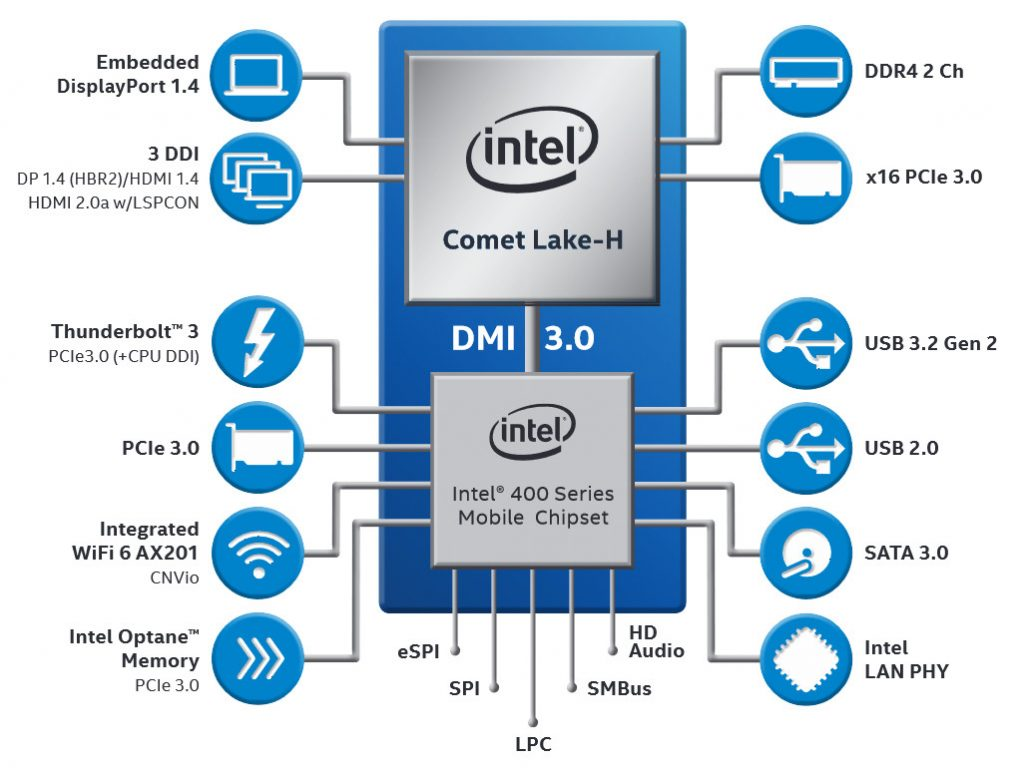 Embedded
DisplayPort 1.4
3 DDI
DP 1.4 (HBR2)/HDMI 1.4
HDMI 2.0a w/LSPCON
intel®
Comet Lake-H
DDR4 2 Ch
x16 PCIe 3.0
DMI 3.0
Thunderbolt™ 3
PCIe3.0 (+CPU DDI)
PCIe 3.0
Integrated
WiFi 6 AX201
CNVio
Intel Optane™
Memory
PCIe 3.0
intel®
Intel® 400 Series
Mobile Chipset
USB 3.2 Gen 2
USB 2.0
SATA 3.0
Intel
LAN PHY
eSPI
SPI
LPC
SMBus
HD
Audio